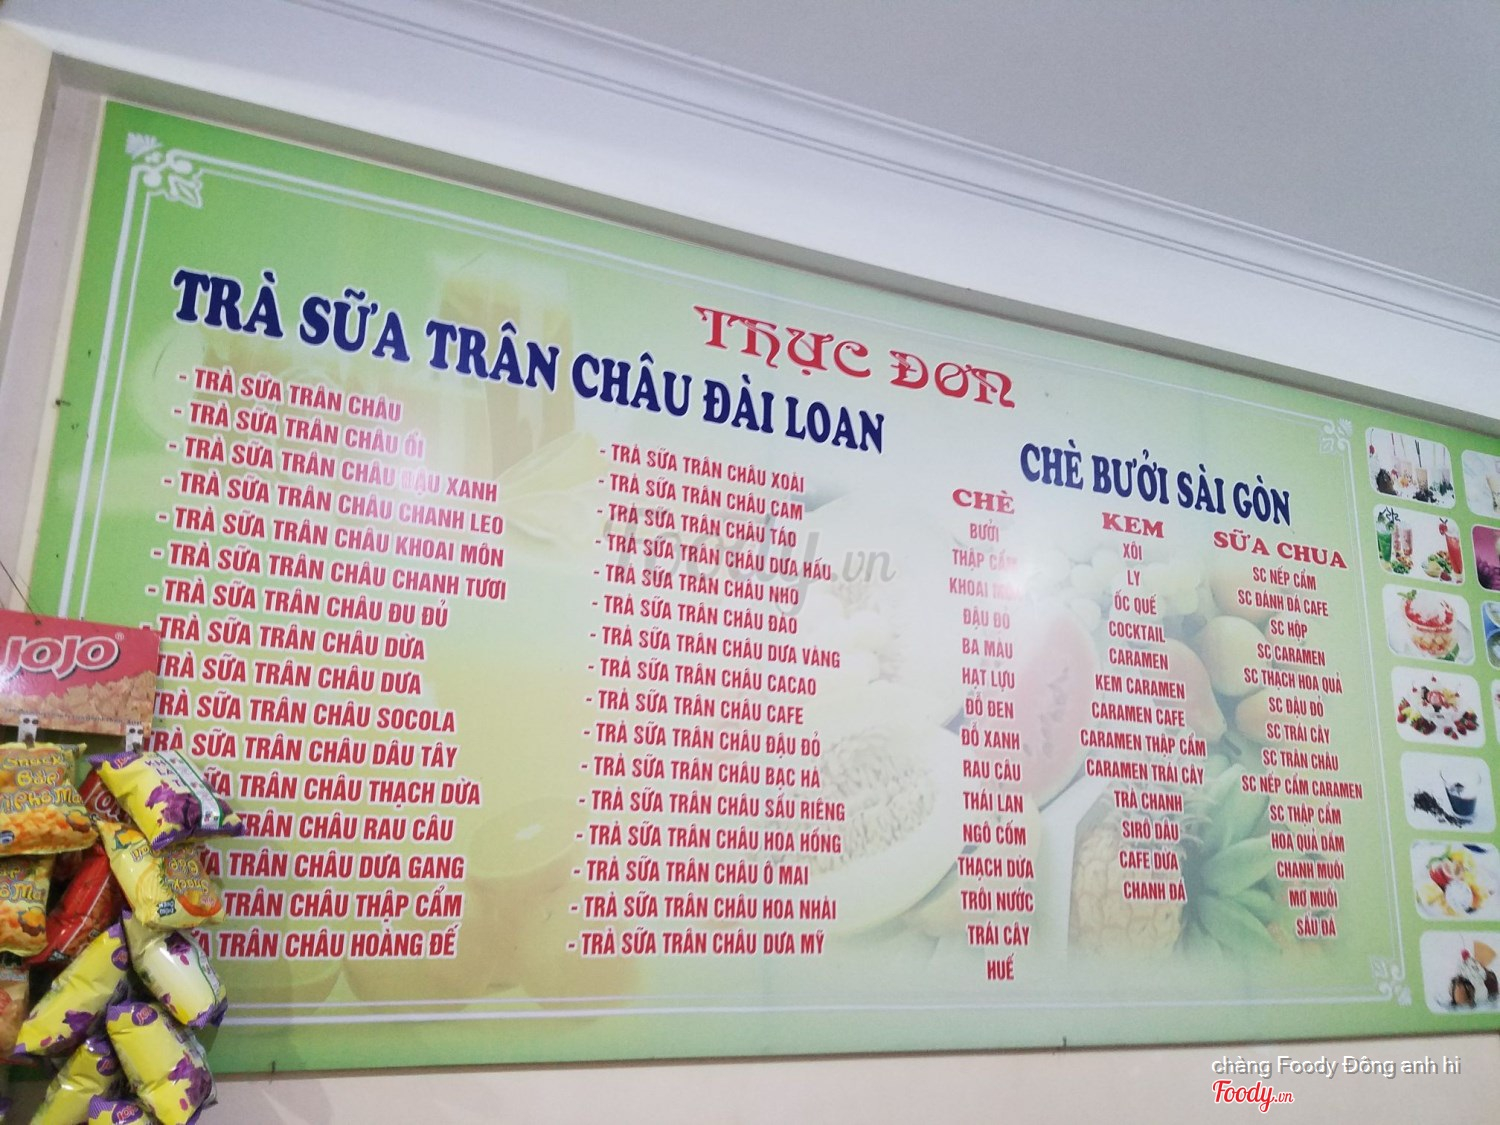 THỰC ĐƠN
TRÀ SỮA TRÂN CHÂU ĐÀI LOAN
- TRÀ SỮA TRÂN CHÂU
- TRÀ SỮA TRÂN CHÂU ỔI
- TRÀ SỮA TRÂN CHÂU ĐẬU XANH
- TRÀ SỮA TRÂN CHÂU CHANH LEO
- TRÀ SỮA TRÂN CHÂU KHOAI MÔN
- TRÀ SỮA TRÂN CHÂU CHANH TƯƠI
- TRÀ SỮA TRÂN CHÂU ĐU ĐỦ
- TRÀ SỮA TRÂN CHÂU DỪA
TRÀ SỮA TRÂN CHÂU DƯA
TRÀ SỮA TRÂN CHÂU SOCOLA
TRÀ SỮA TRÂN CHÂU DÂU TÂY
SỮA TRÂN CHÂU THẠCH DỪA
TRÂN CHÂU RAU CÂU
TRÂN CHÂU DƯA GANG
TRÂN CHÂU THẬP CẨM
TRÂN CHÂU HOÀNG ĐẾ
- TRÀ SỮA TRÂN CHÂU XOÀI
- TRÀ SỮA TRÂN CHÂU CAM
- TRÀ SỮA TRÂN CHÂU TÁO
- TRÀ SỮA TRÂN CHÂU DƯA HẤU
- TRÀ SỮA TRÂN CHÂU NHO
- TRÀ SỮA TRÂN CHÂU ĐÀO
- TRÀ SỮA TRÂN CHÂU DƯA VÀNG
- TRÀ SỮA TRÂN CHÂU CACAO
- TRÀ SỮA TRÂN CHÂU CAFE
- TRÀ SỮA TRÂN CHÂU ĐẬU ĐỎ
- TRÀ SỮA TRÂN CHÂU BẠC HÀ
- TRÀ SỮA TRÂN CHÂU SẦU RIÊNG
- TRÀ SỮA TRÂN CHÂU HOA HỒNG
- TRÀ SỮA TRÂN CHÂU Ô MAI
- TRÀ SỮA TRÂN CHÂU HOA NHÀI
- TRÀ SỮA TRÂN CHÂU DƯA MỸ
CHÈ BƯỞI SÀI GÒN
CHÈ
BƯỞI
THẬP CẨM
KHOAI MÔN
ĐẬU ĐỎ
BA MÀU
HẠT LỰU
ĐỖ ĐEN
ĐỖ XANH
RAU CÂU
THÁI LAN
NGÔ CỐM
THẠCH DỪA
TRÔI NƯỚC
TRÁI CÂY
HUẾ
KEM
XÔI
LY
ỐC QUẾ
COCKTAIL
CARAMEN
KEM CARAMEN
CARAMEN CAFE
CARAMEN THẬP CẨM
CARAMEN TRÁI CÂY
TRÀ CHANH
SIRÔ DÂU
CAFE DỪA
CHANH ĐÁ
SỮA CHUA
SC NẾP CẨM
SC ĐÁNH ĐÁ CAFE
SC HỘP
SC CARAMEN
SC THẠCH HOA QUẢ
SC ĐẬU ĐỎ
SC TRÁI CÂY
SC TRÂN CHÂU
SC NẾP CẨM CARAMEN
SC THẬP CẨM
HOA QUẢ DẦM
CHANH MUỐI
MƠ MUỐI
SẤU ĐÁ
JOJO
Foody.vn
chàng Foody Đông anh hi
Foody.vn